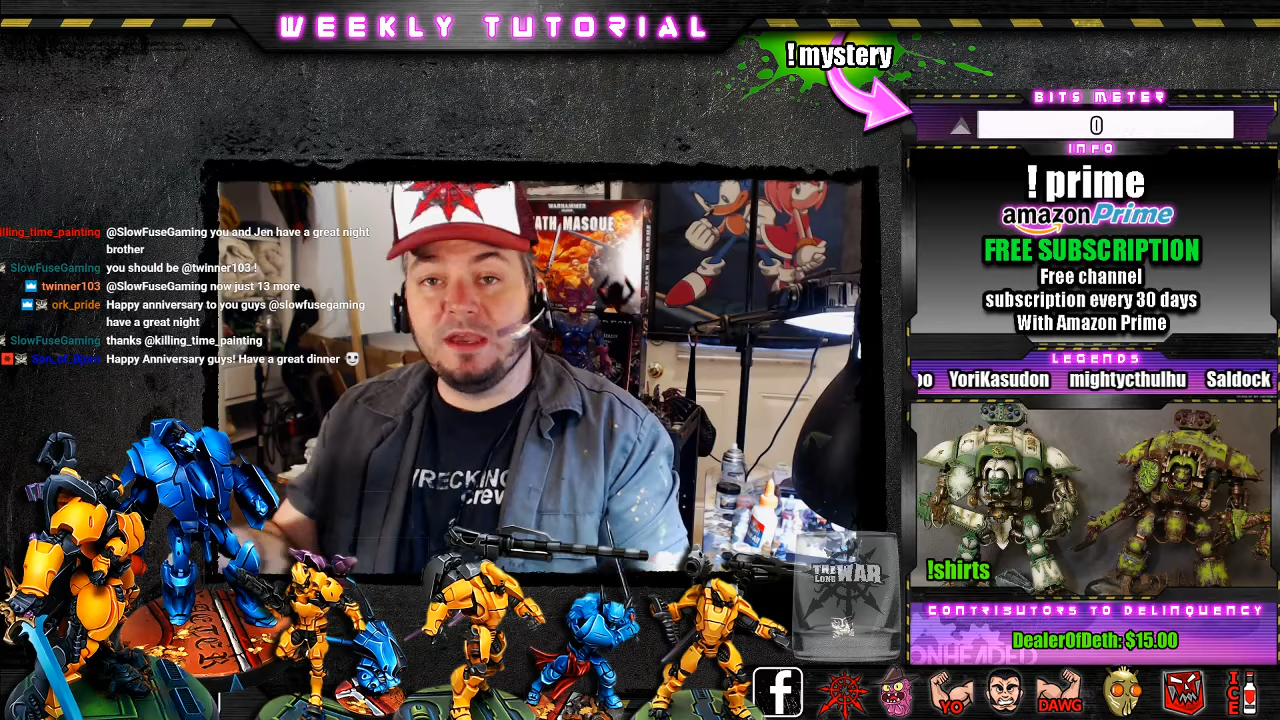 WEEKLY TUTORIAL
!mystery
BITS METER
0
INFO
! prime
amazonPrime
FREE SUBSCRIPTION
Free channel
subscription every 30 days
With Amazon Prime
LEGENDS
YoriKasudon mightycthulhu Saldock
!shirts
CONTRIBUTORS TO DELINQUENCY
DealerOfDeth: $15.00
illing_time_painting @SlowFuseGaming you and Jen have a great night
brother
SlowFuseGaming you should be @twinner103 !
twinner103 @SlowFuseGaming now just 13 more
ork_pride Happy anniversary to you guys @slowfusegaming
have a great night
SlowFuseGaming thanks @killing_time_painting
Happy Anniversary guys! Have a great dinner
WARHAMMER
ATH MASQUE
WRECKING
crew
THE LONG WAR
f
YO
DAWG
ICE